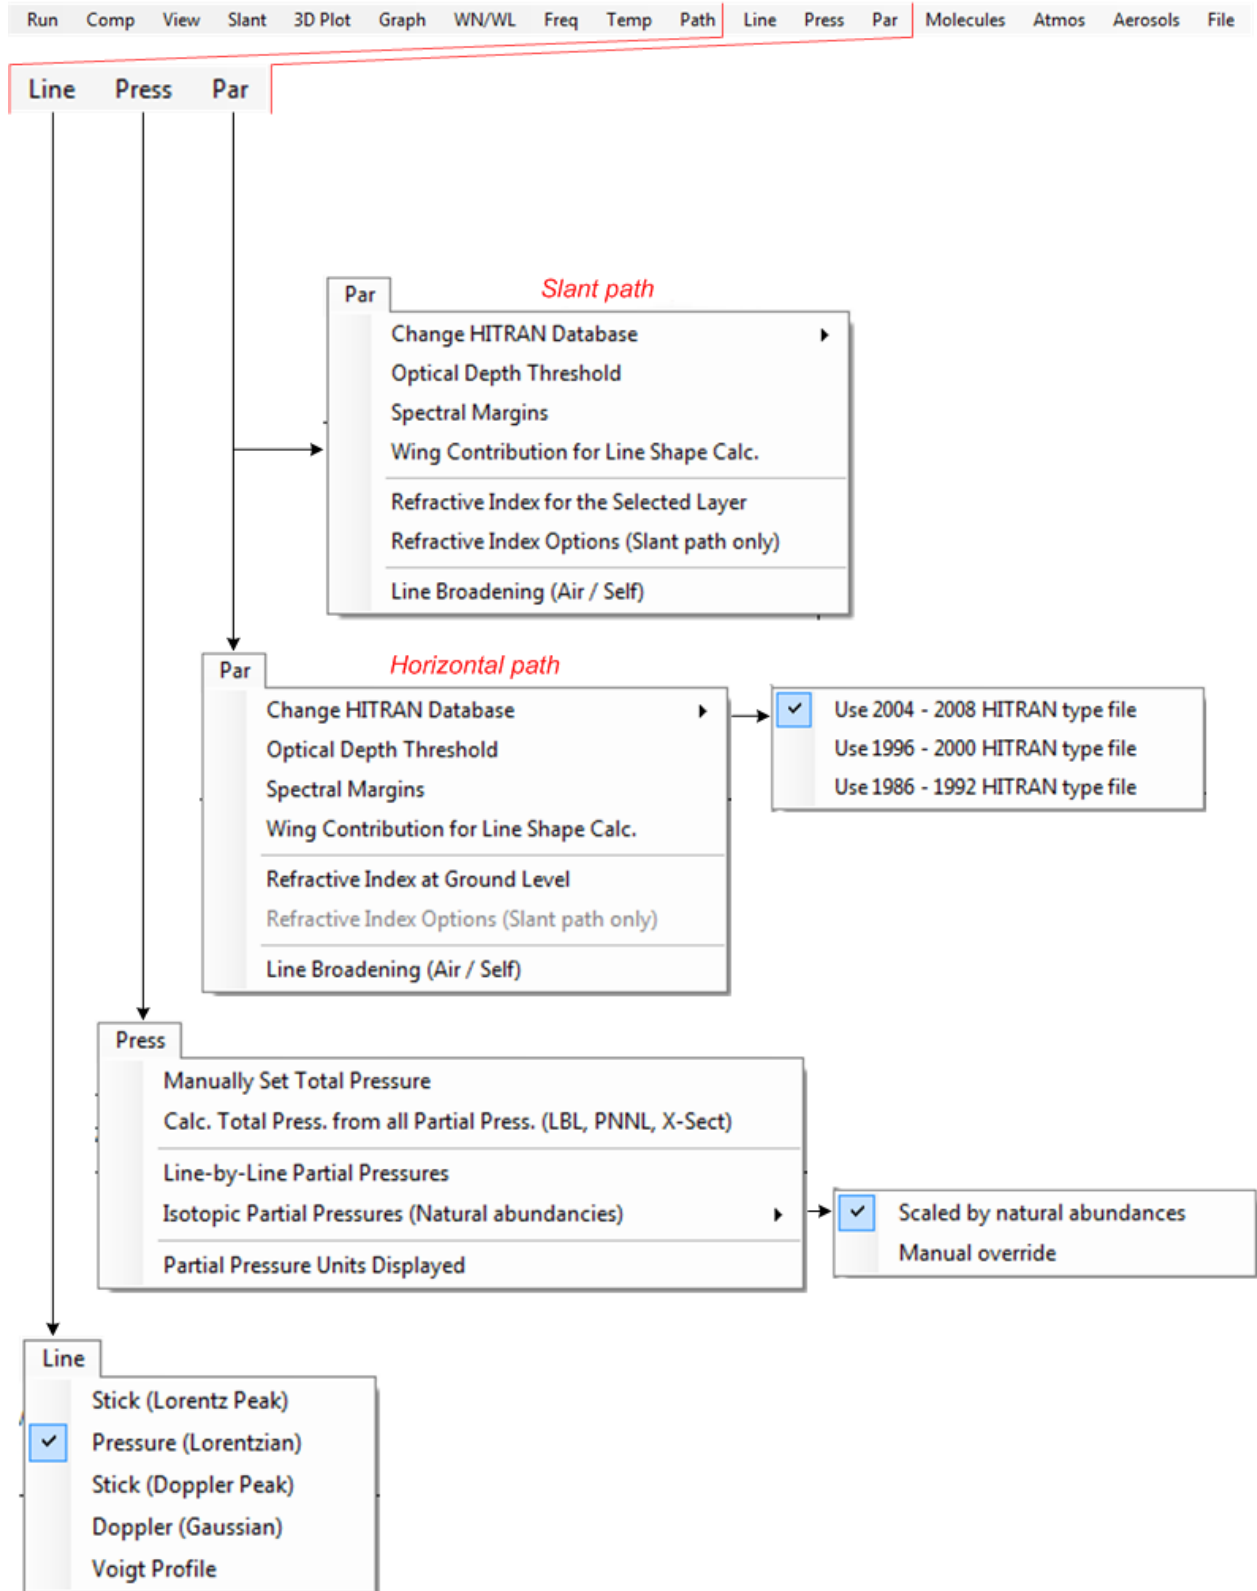 Run Comp View Slant 3D Plot Graph WN/WL Freq Temp Path Line Press Par Molecules Atmos Aerosols File
Line Press Par
Par
Slant path
Change HITRAN Database
Optical Depth Threshold
Spectral Margins
Wing Contribution for Line Shape Calc.
Refractive Index for the Selected Layer
Refractive Index Options (Slant path only)
Line Broadening (Air / Self)
Par
Horizontal path
Change HITRAN Database
Optical Depth Threshold
Spectral Margins
Wing Contribution for Line Shape Calc.
Refractive Index at Ground Level
Refractive Index Options (Slant path only)
Line Broadening (Air / Self)
Use 2004 - 2008 HITRAN type file
Use 1996 - 2000 HITRAN type file
Use 1986 - 1992 HITRAN type file
Press
Manually Set Total Pressure
Calc. Total Press. from all Partial Press. (LBL, PNNL, X-Sect)
Line-by-Line Partial Pressures
Isotopic Partial Pressures (Natural abundancies)
Partial Pressure Units Displayed
Scaled by natural abundances
Manual override
Line
Stick (Lorentz Peak)
Pressure (Lorentzian)
Stick (Doppler Peak)
Doppler (Gaussian)
Voigt Profile